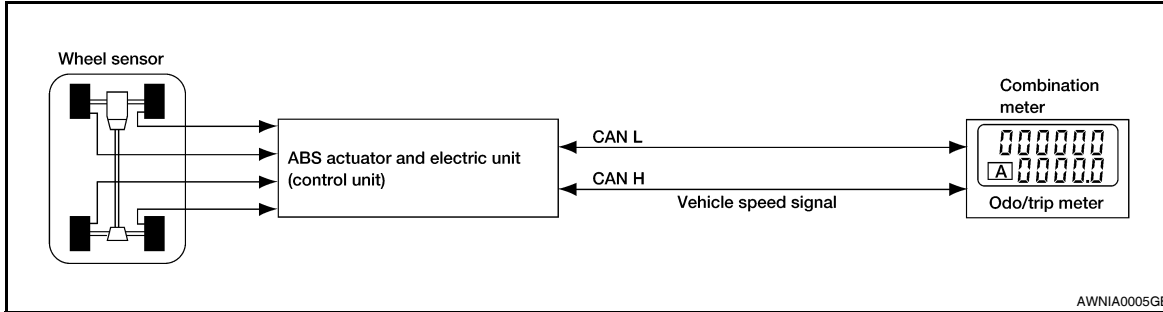 Wheel sensor
ABS actuator and electric unit
(control unit)
CAN L
CAN H
Vehicle speed signal
Combination
meter
000000
A 0000.0
Odo/trip meter
AWNIA0005GB